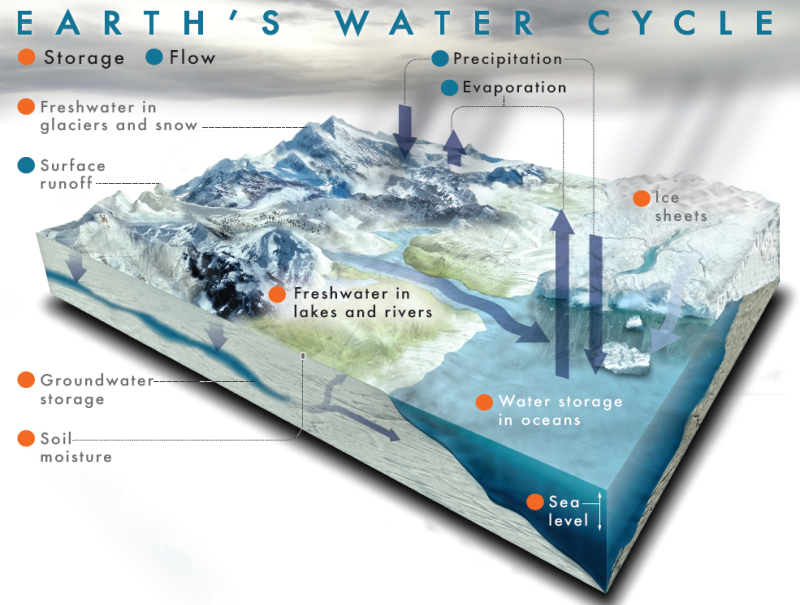 EARTH'S WATER CYCLE
Storage Flow
Precipitation
Evaporation
Freshwater in
glaciers and snow
Surface
runoff
Ice
sheets
Freshwater in
lakes and rivers
Groundwater
storage
Water storage
in oceans
Soil
moisture
Sea
level